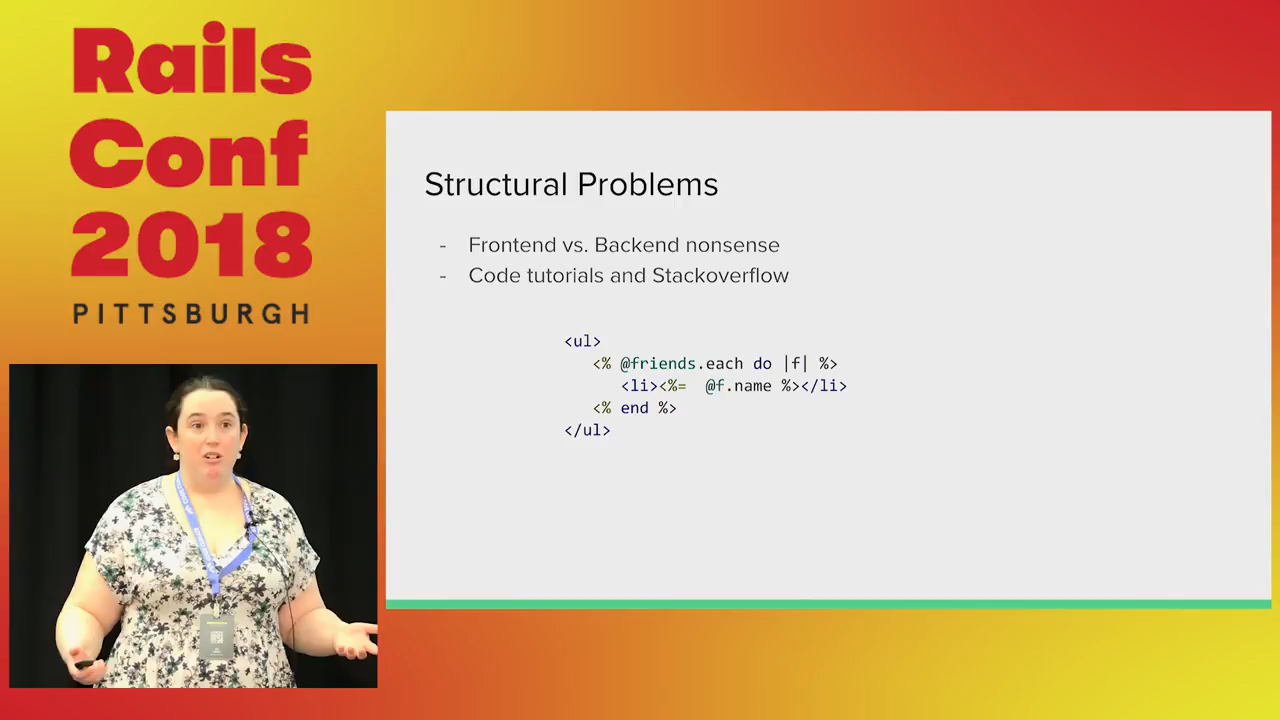 Rails
Conf
2018
PITTSBURGH
Structural Problems
- Frontend vs. Backend nonsense
- Code tutorials and Stackoverflow
<ul>
<% @friends.each do |f| %>
<li><%= @f.name %></li>
<% end %>
</ul>